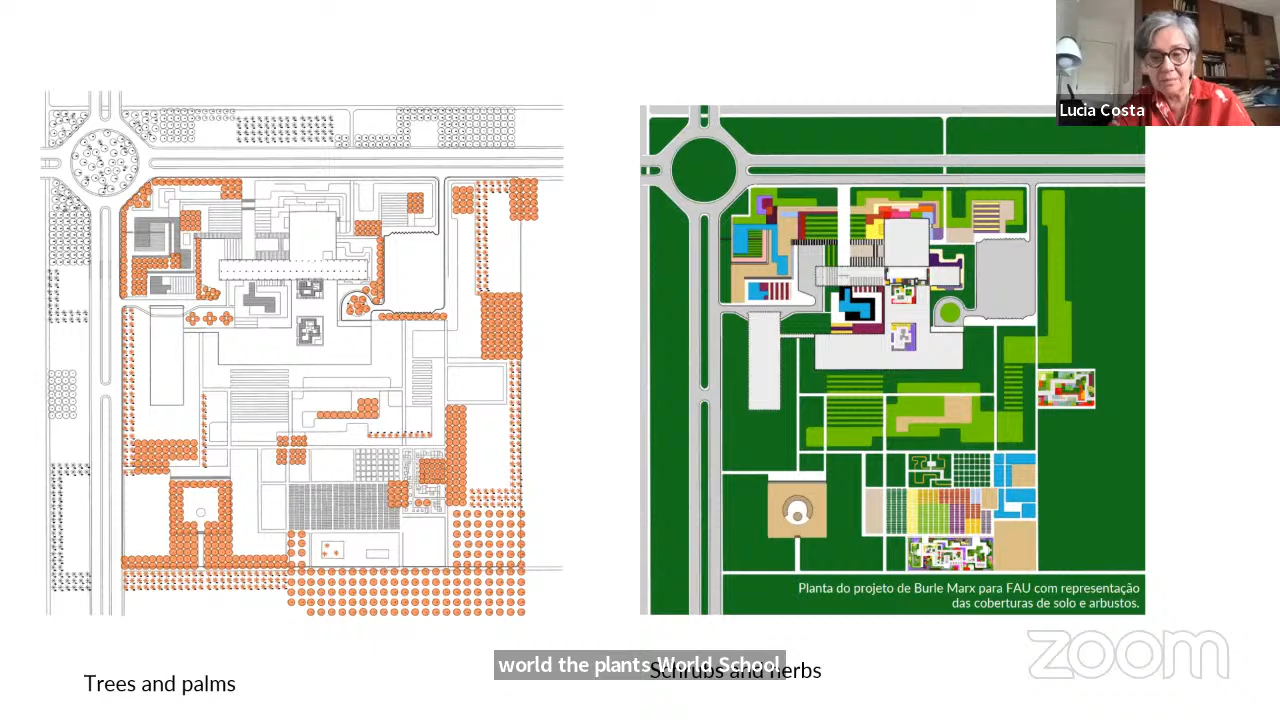 Lucia Costa
Planta do projeto de Burle Marx para FAU com representação
das coberturas de solo e arbustos.
zoom
world the plants World School
Schrubs and herbs
Trees and palms